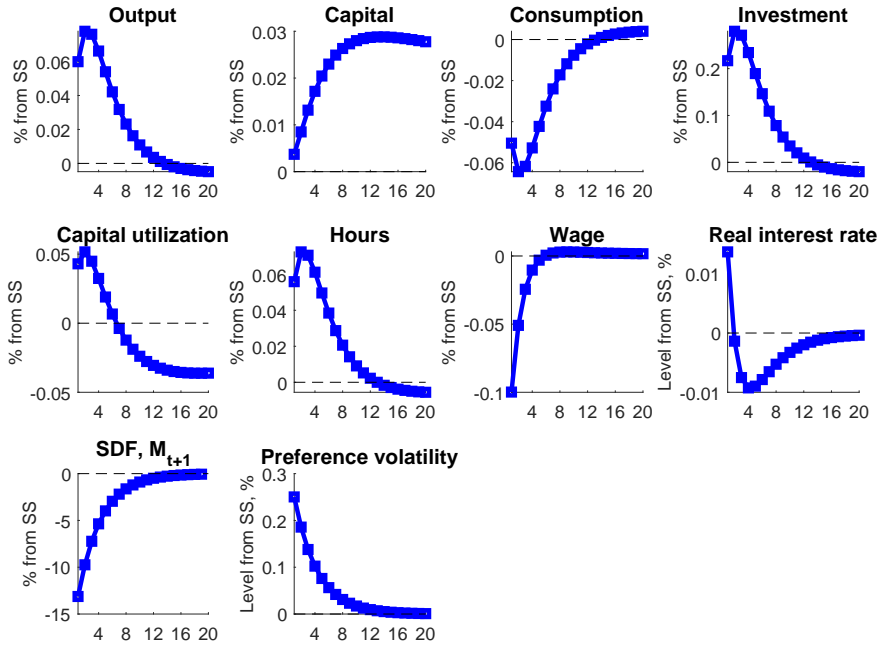 Output
% from SS
0.06
0.04
0.02
0
4 8 12 16 20
Capital
% from SS
0.03
0.02
0.01
0
4 8 12 16 20
Consumption
% from SS
0
-0.02
-0.04
-0.06
4 8 12 16 20
Investment
% from SS
0.2
0.1
0
4 8 12 16 20
Capital utilization
% from SS
0.05
0
-0.05
4 8 12 16 20
Hours
% from SS
0.06
0.04
0.02
0
4 8 12 16 20
Wage
% from SS
0
-0.05
-0.1
4 8 12 16 20
Real interest rate
Level from SS, %
0.01
0
-0.01
4 8 12 16 20
SDF, M_{t+1}
% from SS
0
-5
-10
-15
4 8 12 16 20
Preference volatility
Level from SS, %
0.3
0.2
0.1
0
4 8 12 16 20